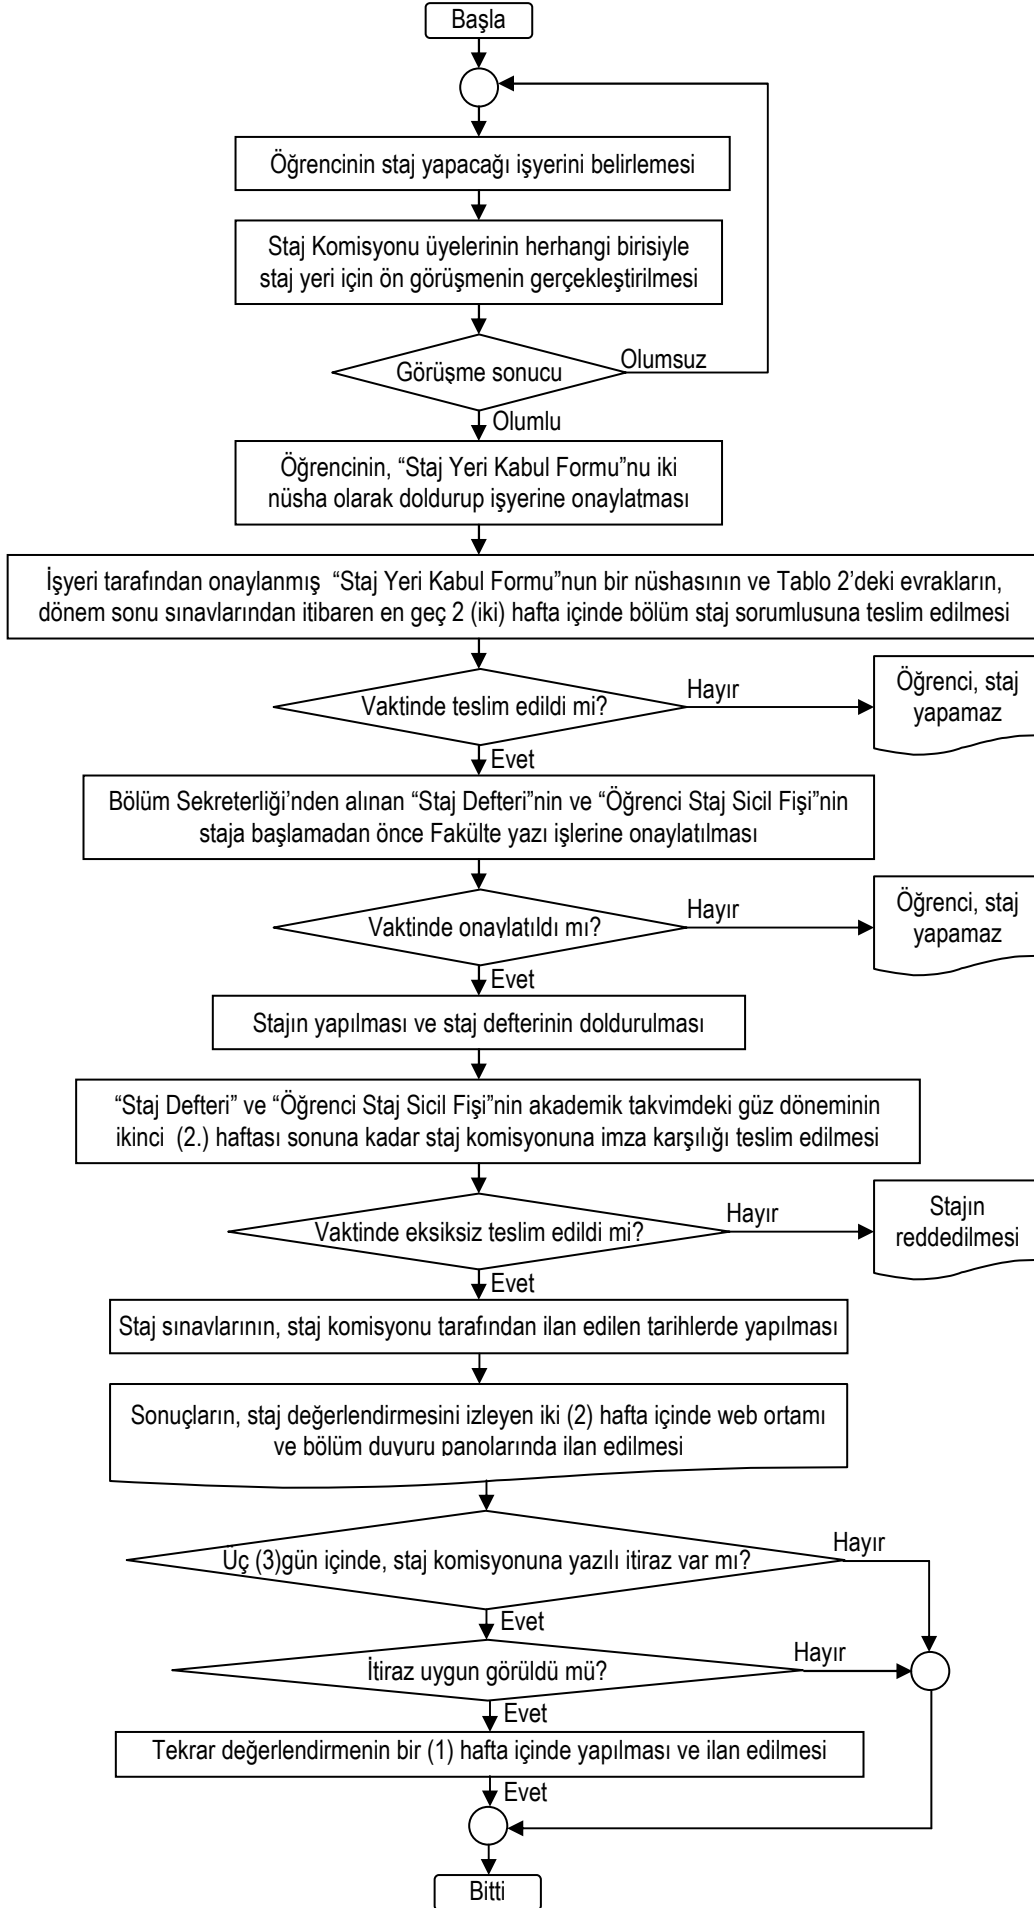 Başla
Öğrencinin staj yapacağı işyerini belirlemesi
Staj Komisyonu üyelerinin herhangi birisiyle
staj yeri için ön görüşmenin gerçekleştirilmesi
Görüşme sonucu
Olumsuz
Olumlu
Öğrencinin, “Staj Yeri Kabul Formu”nu iki
nüsha olarak doldurup işyerine onaylatması
İşyeri tarafından onaylanmış “Staj Yeri Kabul Formu”nun bir nüshasının ve Tablo 2’deki evrakların,
dönem sonu sınavlarından itibaren en geç 2 (iki) hafta içinde bölüm staj sorumlusuna teslim edilmesi
Vaktinde teslim edildi mi?
Hayır
Öğrenci, staj
yapamaz
Evet
Bölüm Sekreterliği’nden alınan “Staj Defteri”nin ve “Öğrenci Staj Sicil Fişi”nin
staja başlamadan önce Fakülte yazı işlerine onaylatılması
Vaktinde onaylatıldı mı?
Hayır
Öğrenci, staj
yapamaz
Evet
Stajın yapılması ve staj defterinin doldurulması
“Staj Defteri” ve “Öğrenci Staj Sicil Fişi”nin akademik takvimdeki güz döneminin
ikinci (2.) haftası sonuna kadar staj komisyonuna imza karşılığı teslim edilmesi
Vaktinde eksiksiz teslim edildi mi?
Hayır
Stajın
reddedilmesi
Evet
Staj sınavlarının, staj komisyonu tarafından ilan edilen tarihlerde yapılması
Sonuçların, staj değerlendirmesini izleyen iki (2) hafta içinde web ortamı
ve bölüm duyuru panolarında ilan edilmesi
Üç (3)gün içinde, staj komisyonuna yazılı itiraz var mı?
Hayır
Evet
İtiraz uygun görüldü mü?
Hayır
Evet
Tekrar değerlendirmenin bir (1) hafta içinde yapılması ve ilan edilmesi
Evet
Bitti